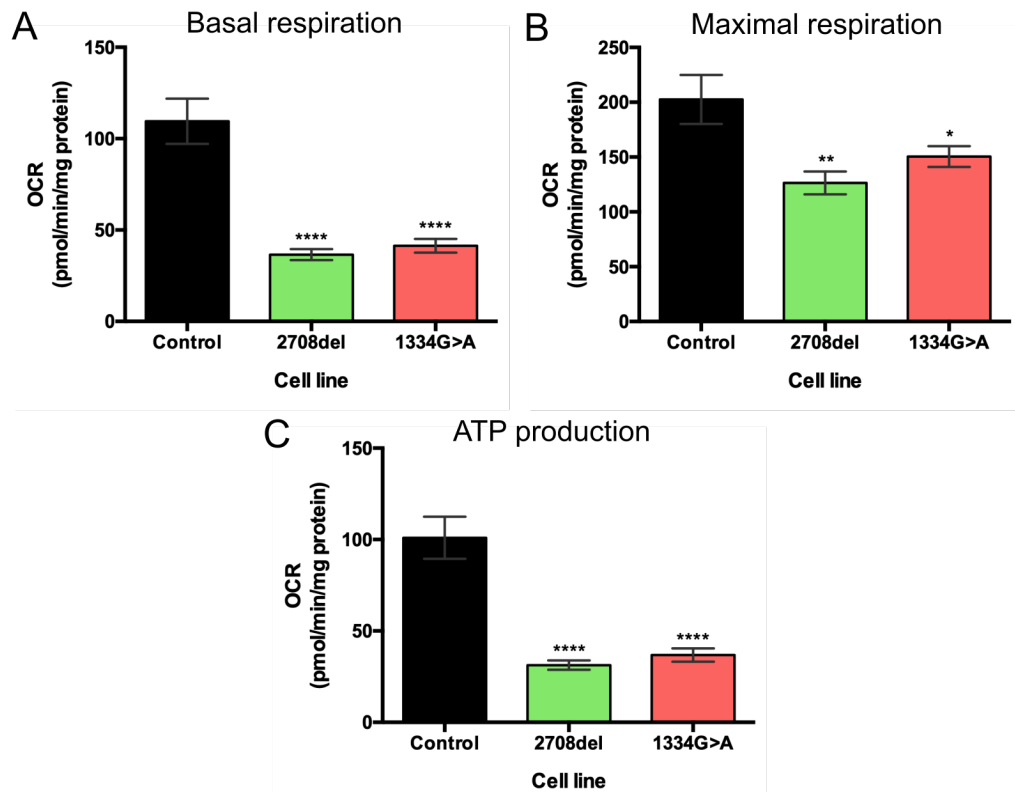 A
Basal respiration
150
100
50
0
OCR
(pmol/min/mg protein)
****
****
Control 2708del 1334G>A
Cell line
B
Maximal respiration
250
200
150
100
50
0
OCR
(pmol/min/mg protein)
**
*
Control 2708del 1334G>A
Cell line
C
ATP production
150
100
50
0
OCR
(pmol/min/mg protein)
****
****
Control 2708del 1334G>A
Cell line